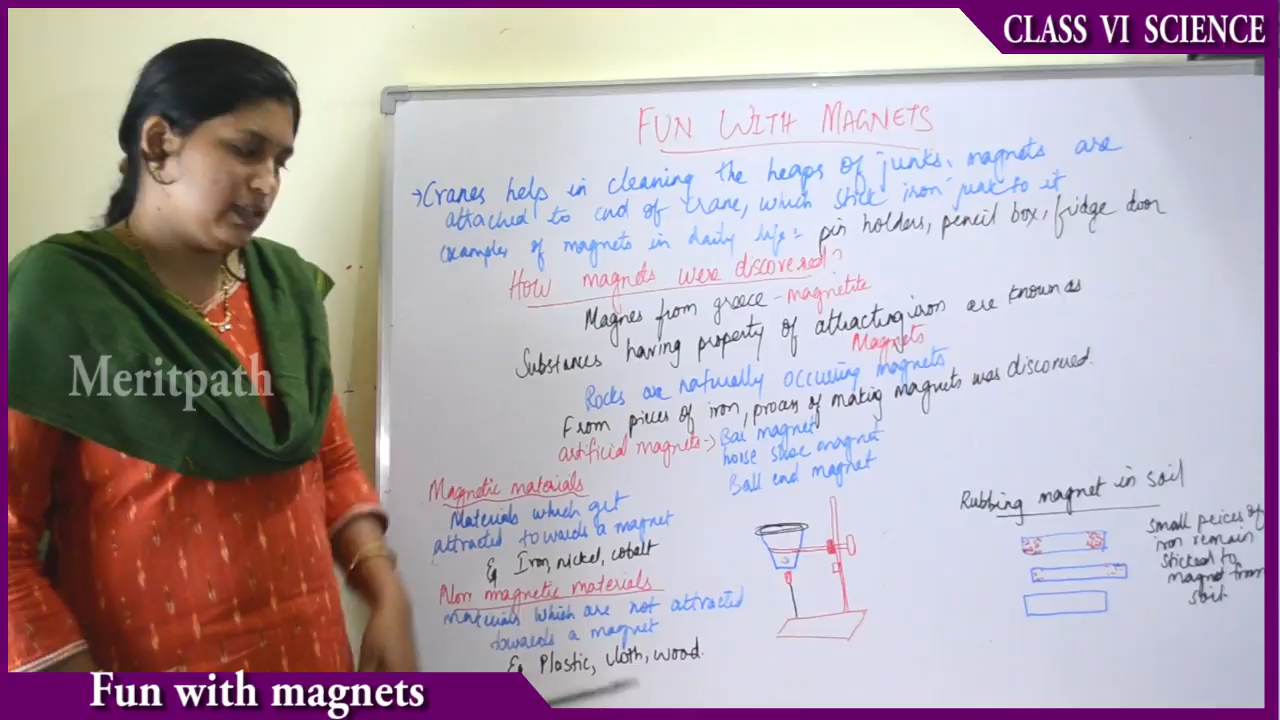 CLASS VI SCIENCE
FUN WITH MAGNETS
→ Cranes help in cleaning the heaps of junks, magnets are
attached to end of crane, which stick iron junk to it
examples of magnets in daily life:- pin holders, pencil box, fridge door
How magnets were discovered?
Magnes from greece - magnetite
Substances having property of attracting iron are known as
Magnets
Rocks are naturally occuring magnets
From pieces of iron, process of making magnets was discovered.
artificial magnets → Bar magnet
horse shoe magnet
Ball end magnet
Magnetic materials
Materials which get
attracted towards a magnet
Eg Iron, nickel, cobalt
Non magnetic materials
materials which are not attracted
towards a magnet
Eg Plastic, cloth, wood.
Rubbing magnet in soil
small peices of
iron remain
sticked to
magnet from
soil
Meritpath
Fun with magnets